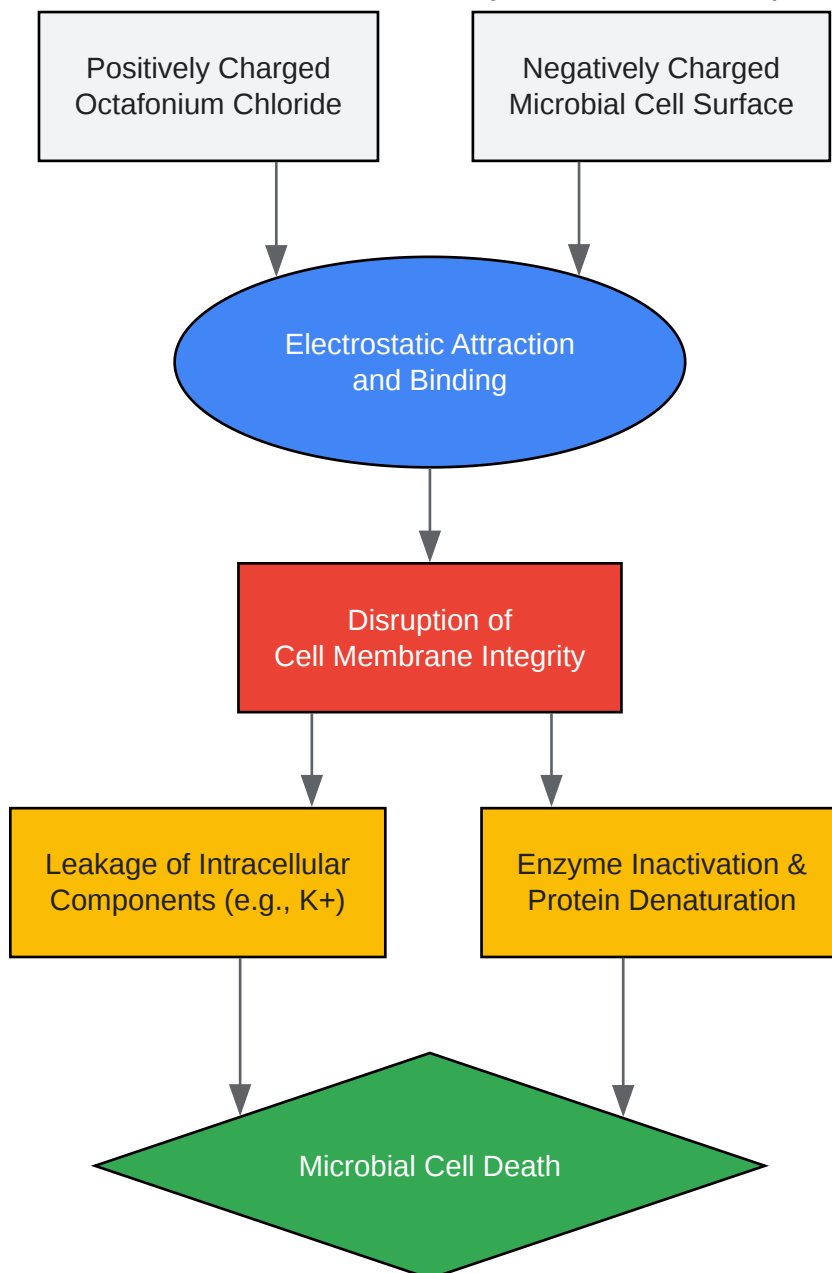 Positively Charged
Octafonium Chloride
Negatively Charged
Microbial Cell Surface
Electrostatic Attraction
and Binding
Disruption of
Cell Membrane Integrity
Leakage of Intracellular
Components (e.g., K+)
Enzyme Inactivation &
Protein Denaturation
Microbial Cell Death